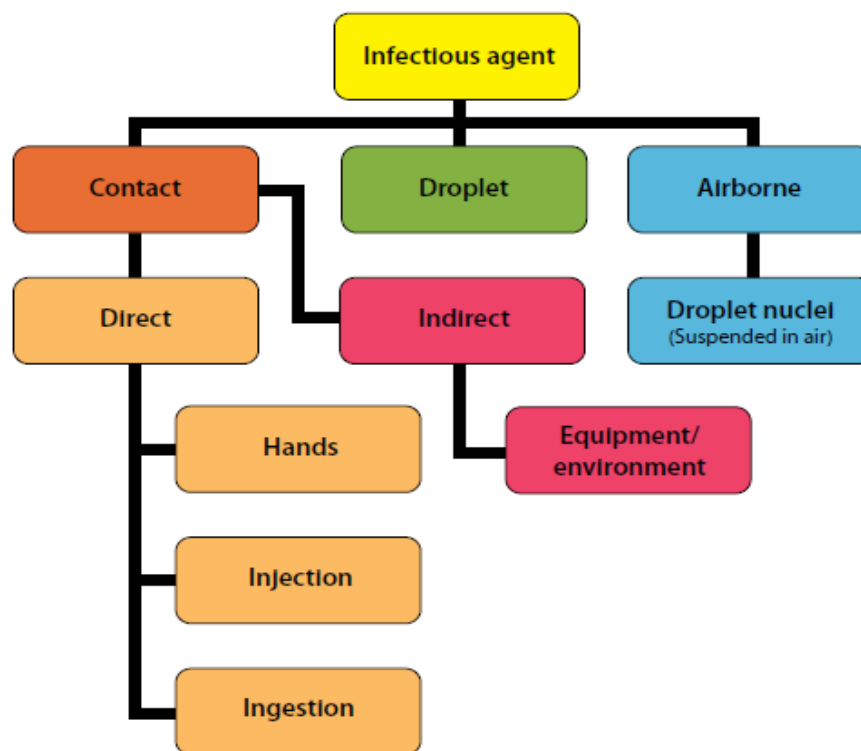 Infectious agent
Contact
Droplet
Airborne
Direct
Indirect
Droplet nuclei
(Suspended in air)
Hands
Equipment/
environment
Injection
Ingestion